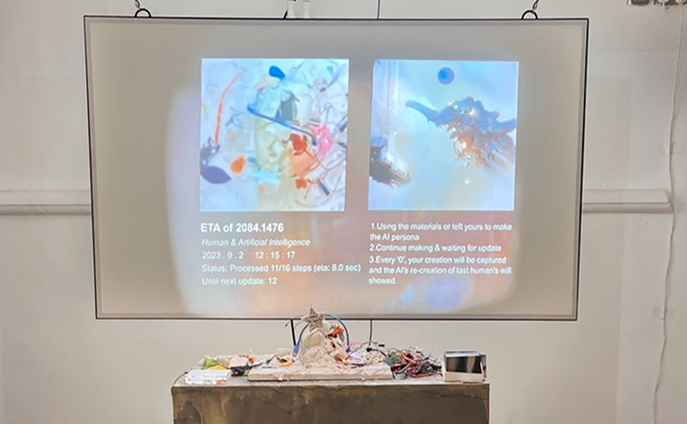 ETA of 2084.1476
Human & Artificial Intelligence
2023 . 9 . 2 12 : 15 : 17
Status: Processed 11/16 steps (eta: 8.0 sec)
Until next update: 12
1.Using the materials or left yours to make
the AI persona
2.Continue making & waiting for update
3.Every '0', your creation will be captured
and the AI's re-creation of last human's will
showed.